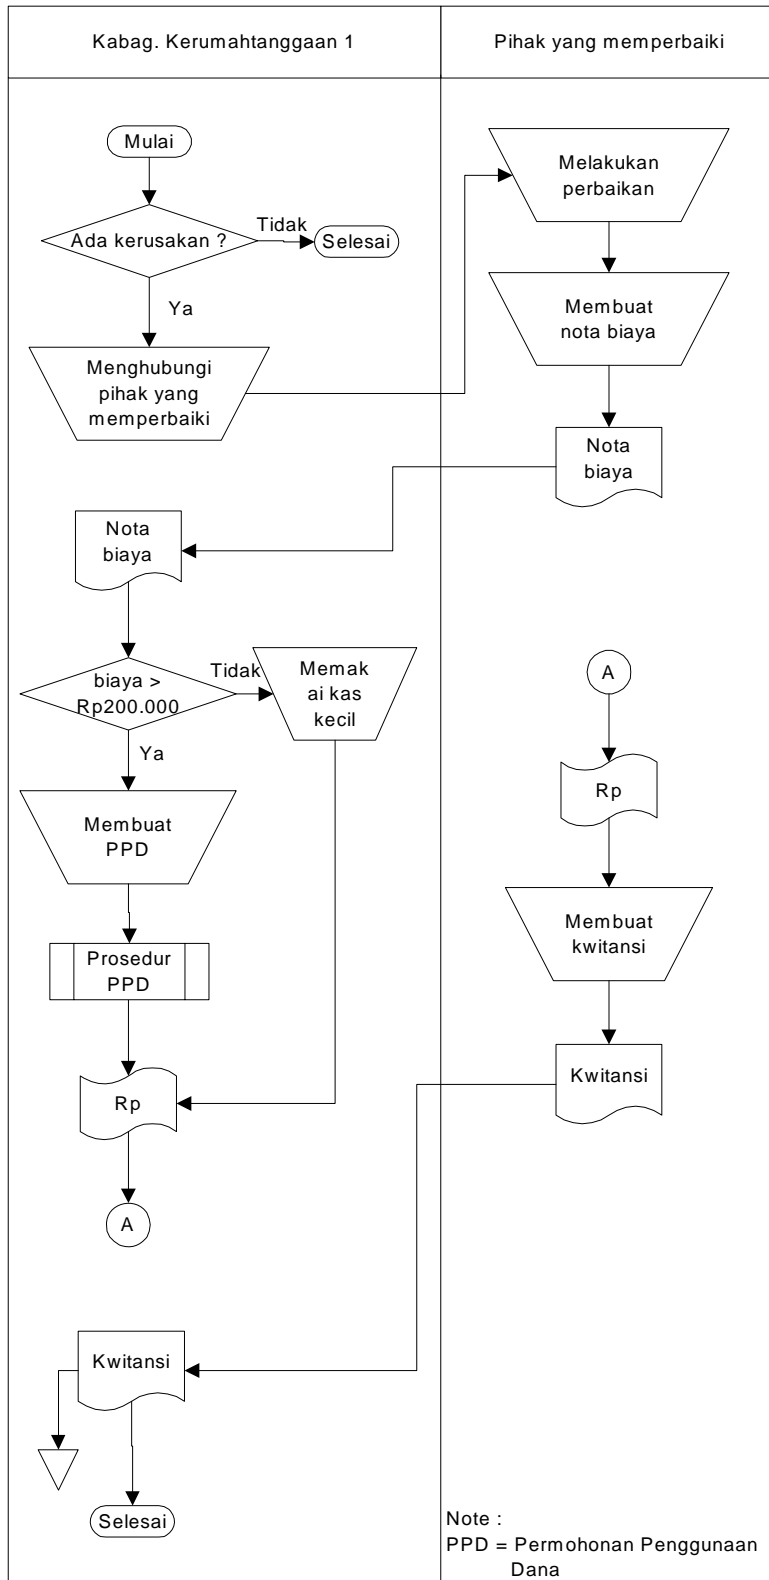 Kabag. Kerumahtanggaan 1
Pihak yang memperbaiki
Mulai
Ada kerusakan ?
Tidak
Selesai
Ya
Menghubungi
pihak yang
memperbaiki
Melakukan
perbaikan
Membuat
nota biaya
Nota
biaya
Nota
biaya
biaya >
Rp200.000
Tidak
Memak
ai kas
kecil
Ya
Membuat
PPD
Prosedur
PPD
Rp
A
A
Rp
Membuat
kwitansi
Kwitansi
Kwitansi
Selesai
Note :
PPD = Permohonan Penggunaan
Dana